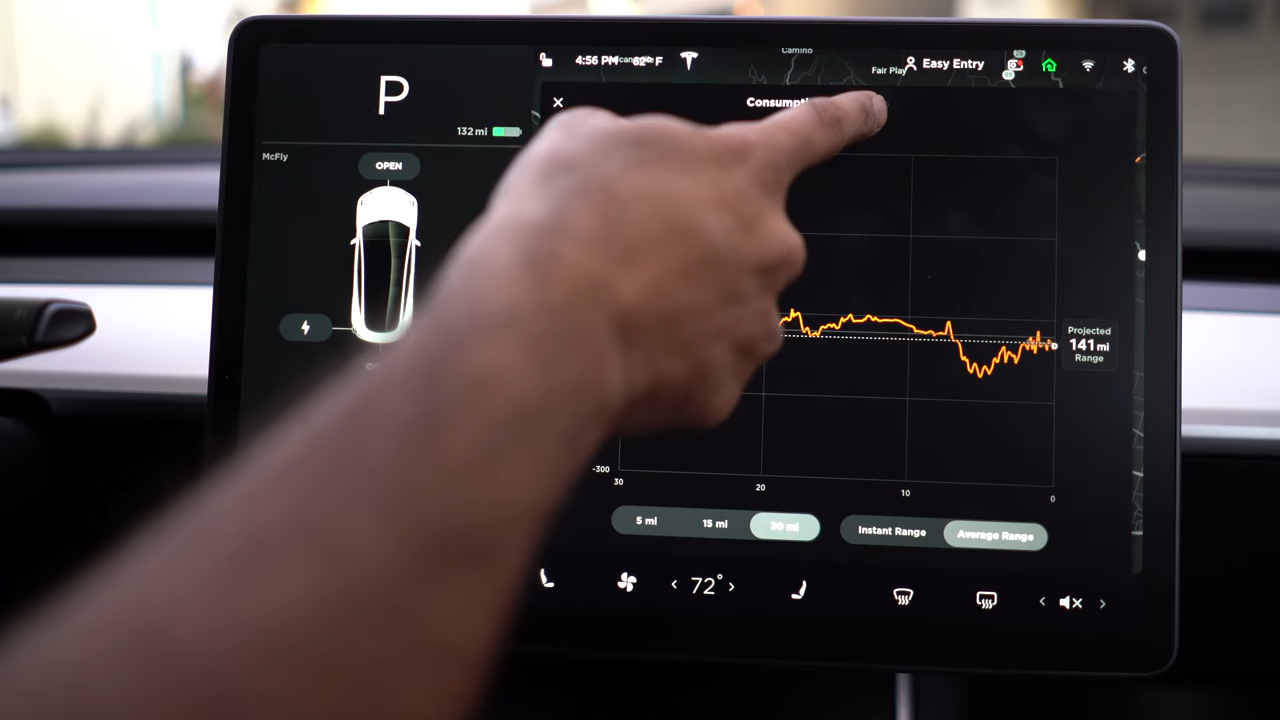 Camino
4:56 PM 62°F
Fair Play
Easy Entry
P
132 mi
McFly
OPEN
Projected
141 mi
Range
-300
30
20
10
0
5 mi 15 mi 30 mi
Instant Range Average Range
< 72° >
< >